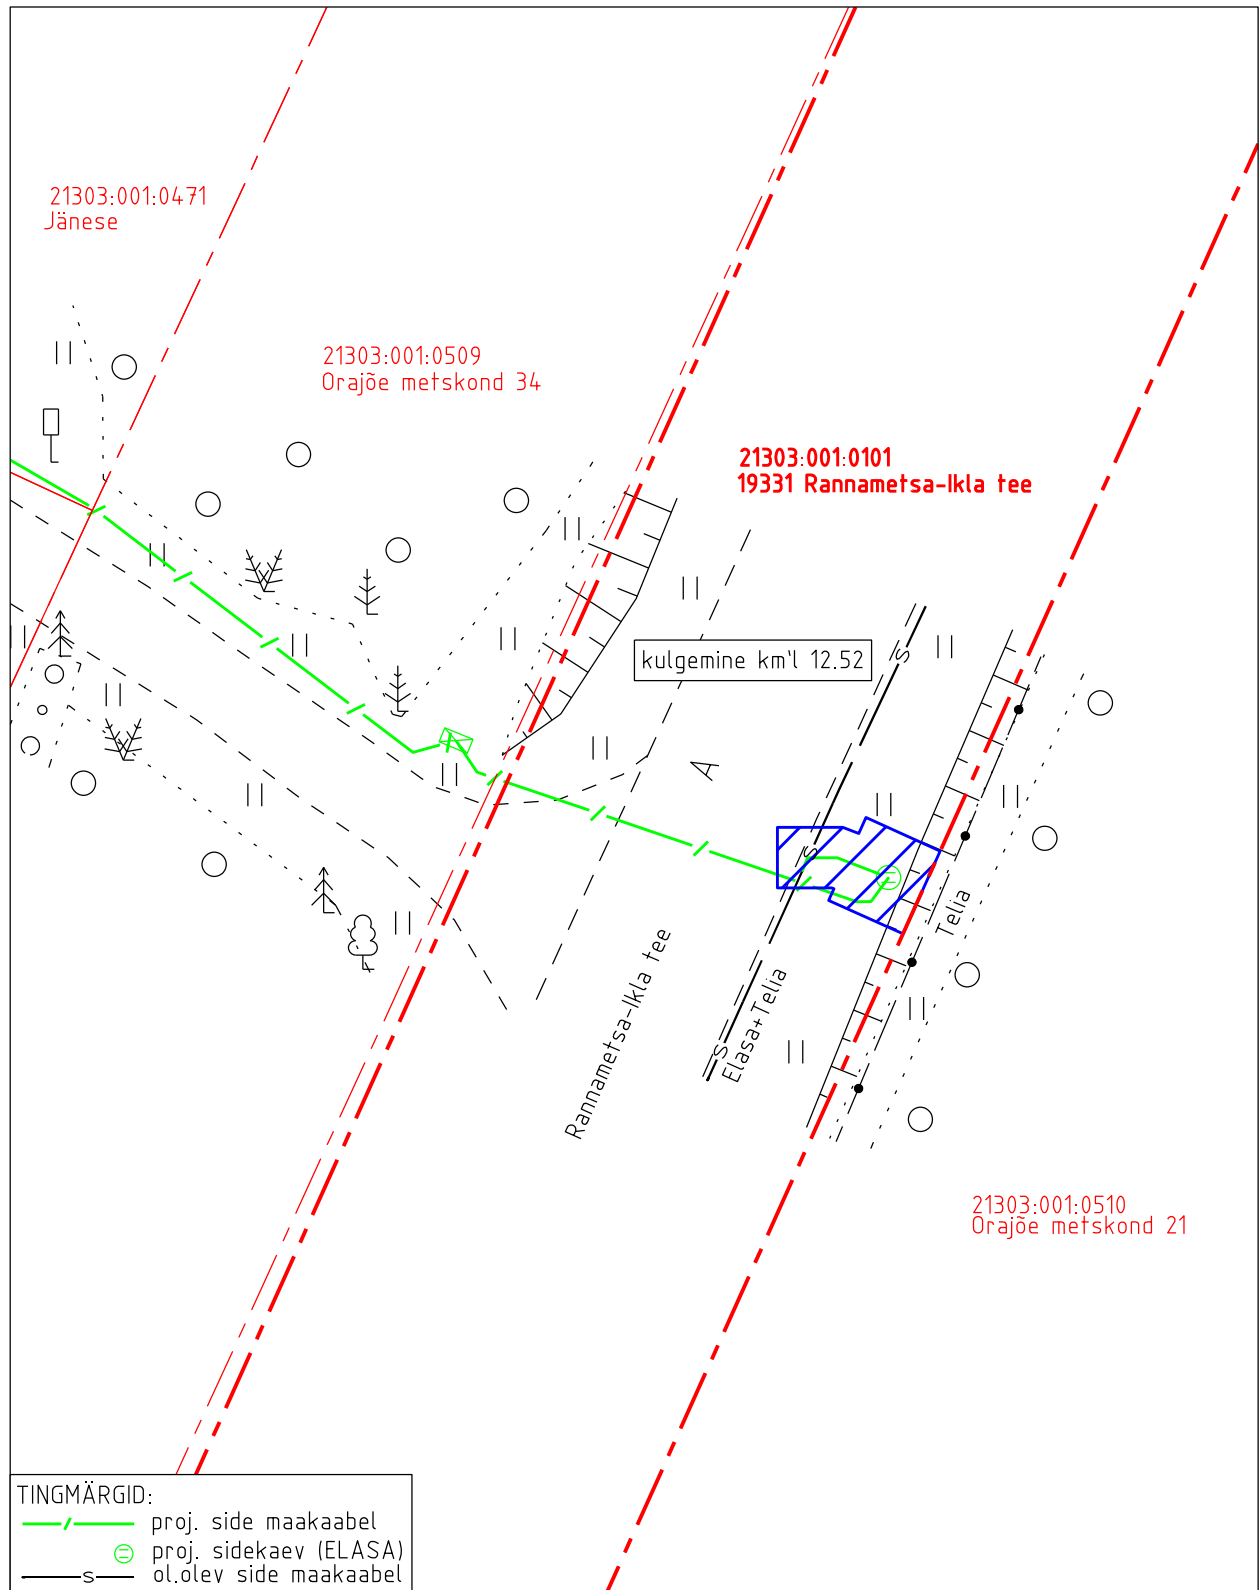 21303:001:0471
Jänese
21303:001:0509
Orajõe metskond 34
21303:001:0101
19331 Rannametsa-Ikla tee
kulgemine km'l 12.52
S
A
S
Telia
Rannametsa-Ikla tee
Elasa+Telia
S
21303:001:0510
Orajõe metskond 21
TINGMÄRGID:
proj. side maakaabel
proj. sidekaev (ELASA)
S ol.olev side maakaabel